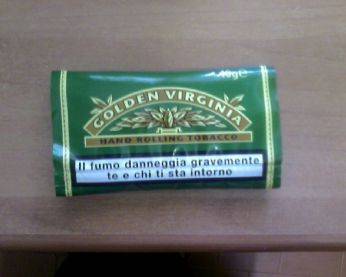 40g℮
GOLDEN VIRGINIA
HAND ROLLING TOBACCO
Il fumo danneggia gravemente
te e chi ti sta intorno